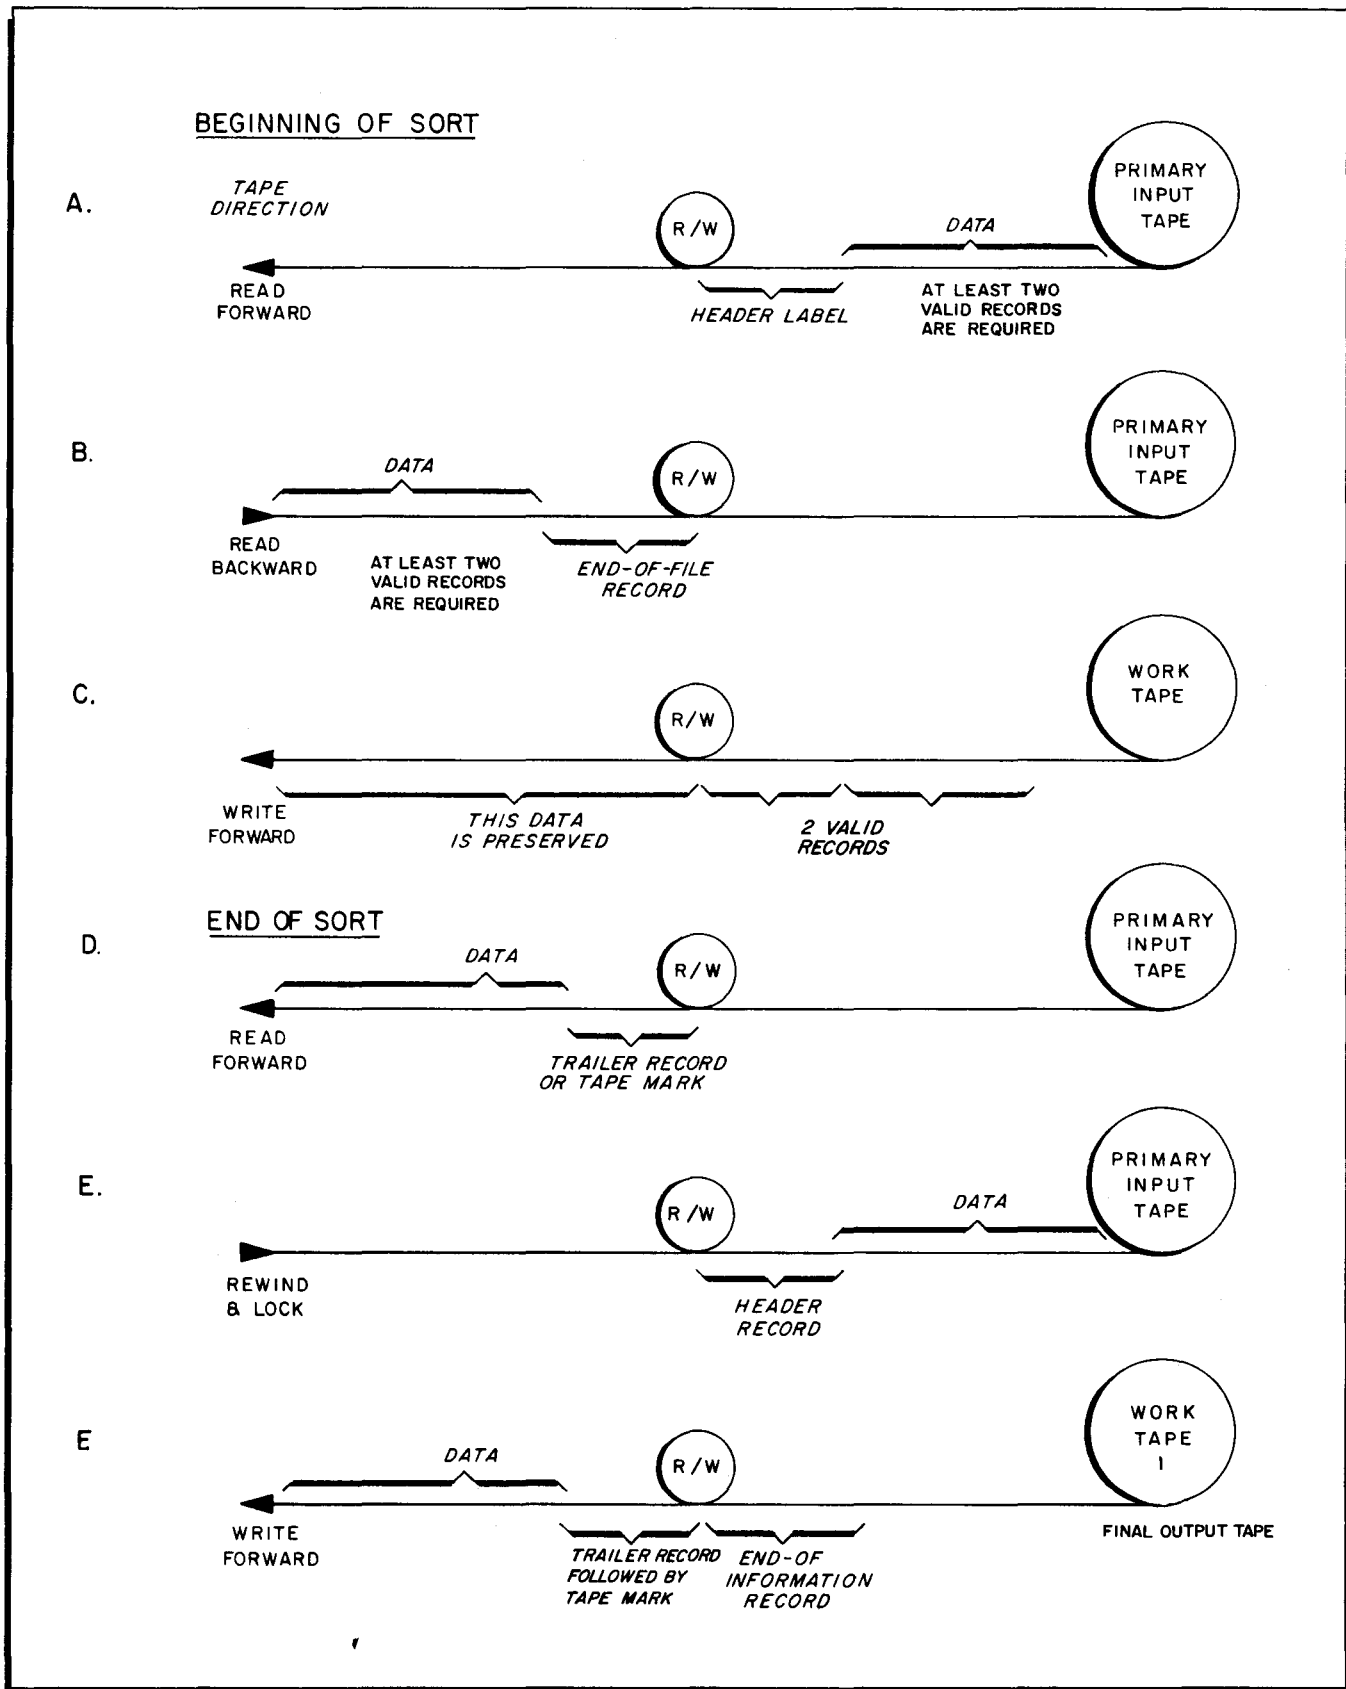 BEGINNING OF SORT
A.
TAPE
DIRECTION
R/W
DATA
PRIMARY
INPUT
TAPE
READ
FORWARD
HEADER LABEL
AT LEAST TWO
VALID RECORDS
ARE REQUIRED
B.
DATA
R/W
PRIMARY
INPUT
TAPE
READ
BACKWARD
AT LEAST TWO
VALID RECORDS
ARE REQUIRED
END-OF-FILE
RECORD
C.
R/W
WORK
TAPE
WRITE
FORWARD
THIS DATA
IS PRESERVED
2 VALID
RECORDS
END OF SORT
D.
DATA
R/W
PRIMARY
INPUT
TAPE
READ
FORWARD
TRAILER RECORD
OR TAPE MARK
E.
R/W
DATA
PRIMARY
INPUT
TAPE
REWIND
& LOCK
HEADER
RECORD
E
DATA
R/W
WORK
TAPE
1
WRITE
FORWARD
TRAILER RECORD
FOLLOWED BY
TAPE MARK
END-OF
INFORMATION
RECORD
FINAL OUTPUT TAPE